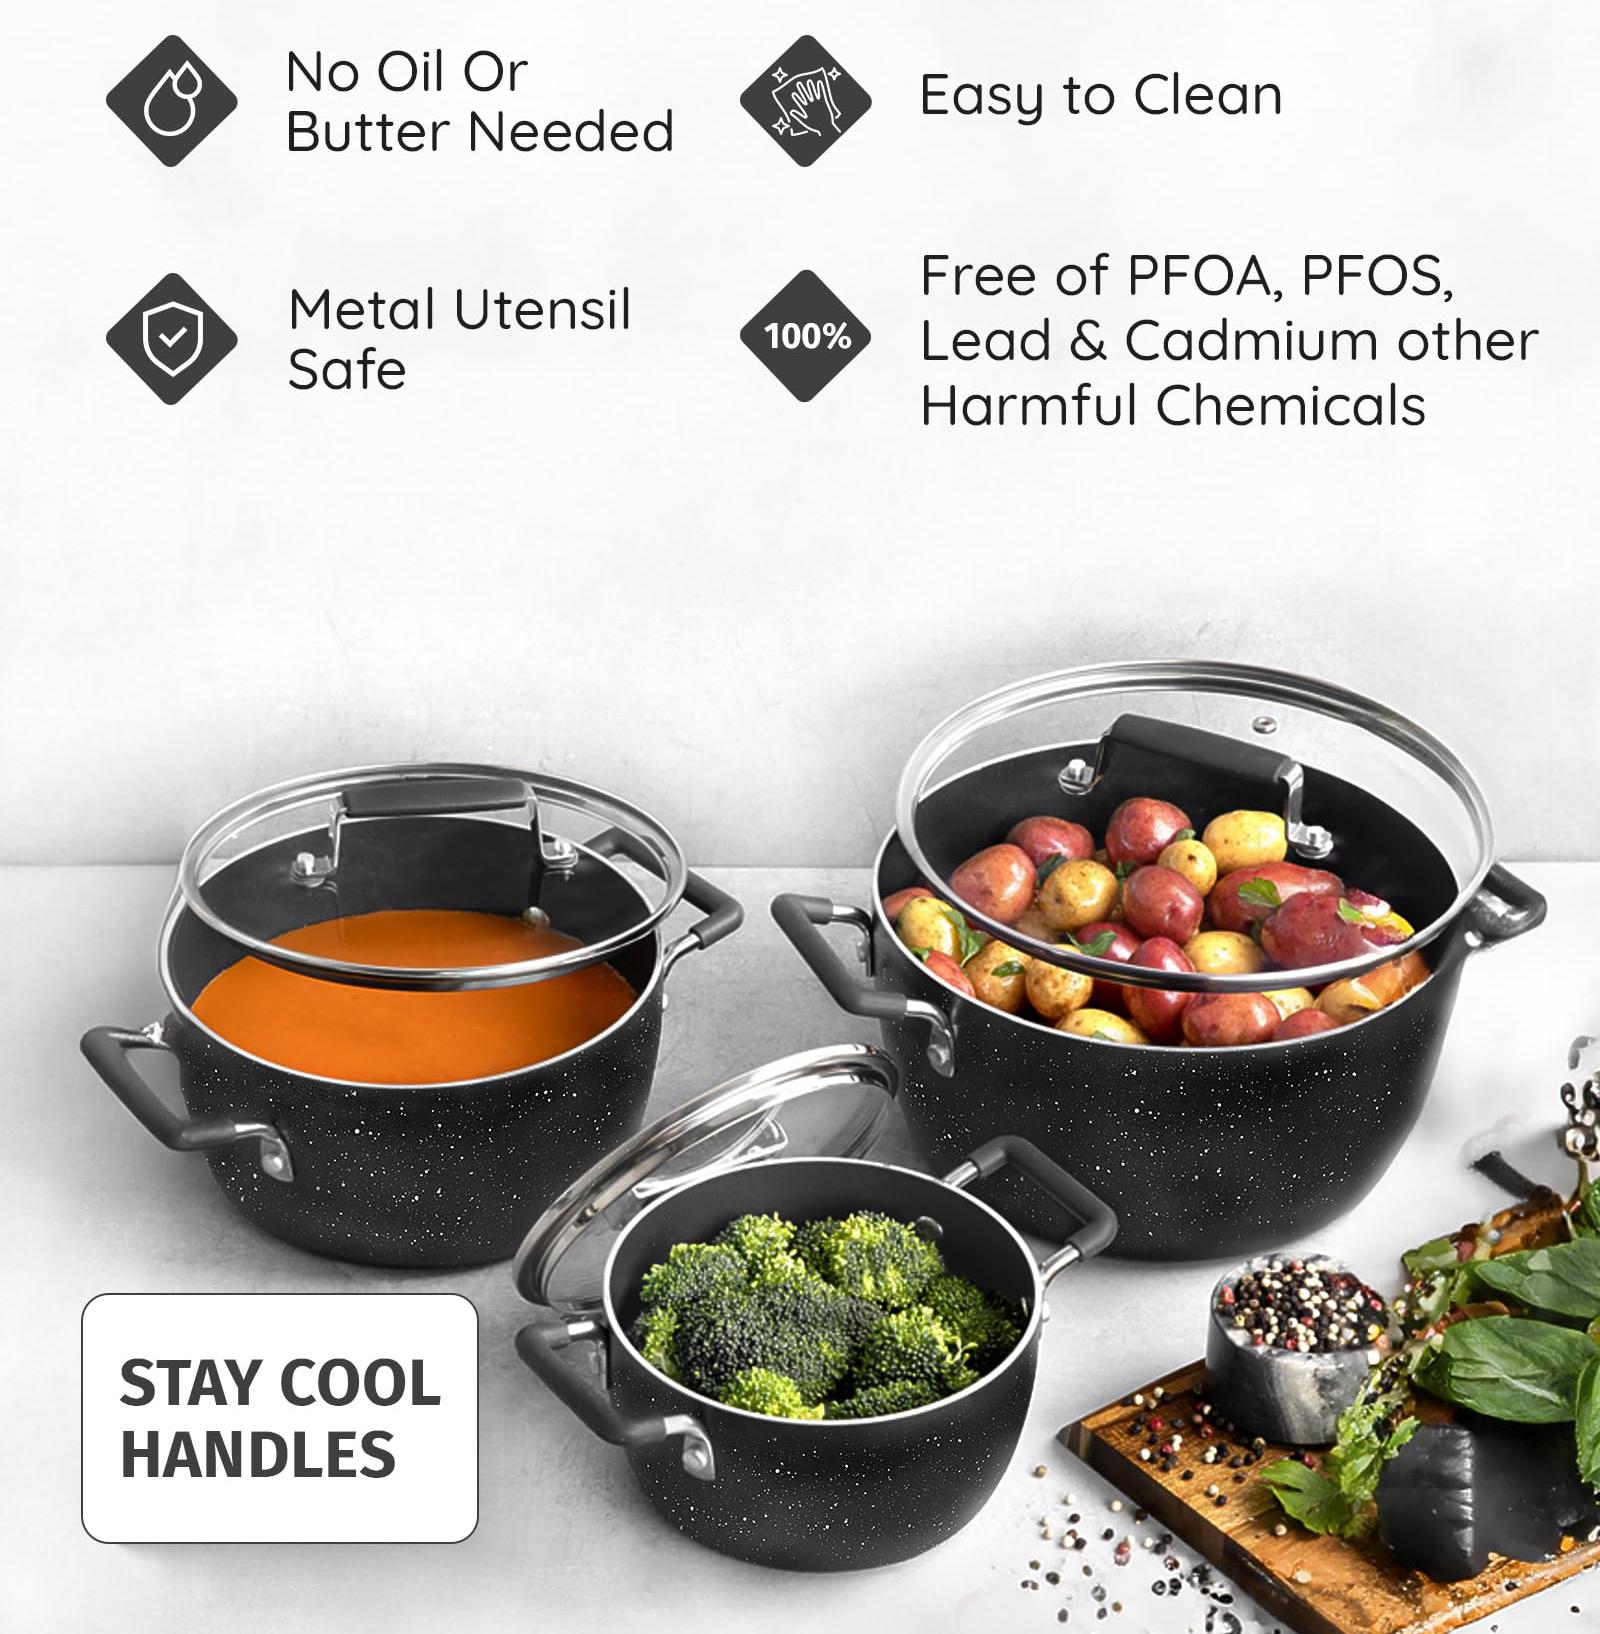 No Oil Or
Butter Needed
Easy to Clean
Metal Utensil
Safe
100%
Free of PFOA, PFOS,
Lead & Cadmium other
Harmful Chemicals
STAY COOL
HANDLES